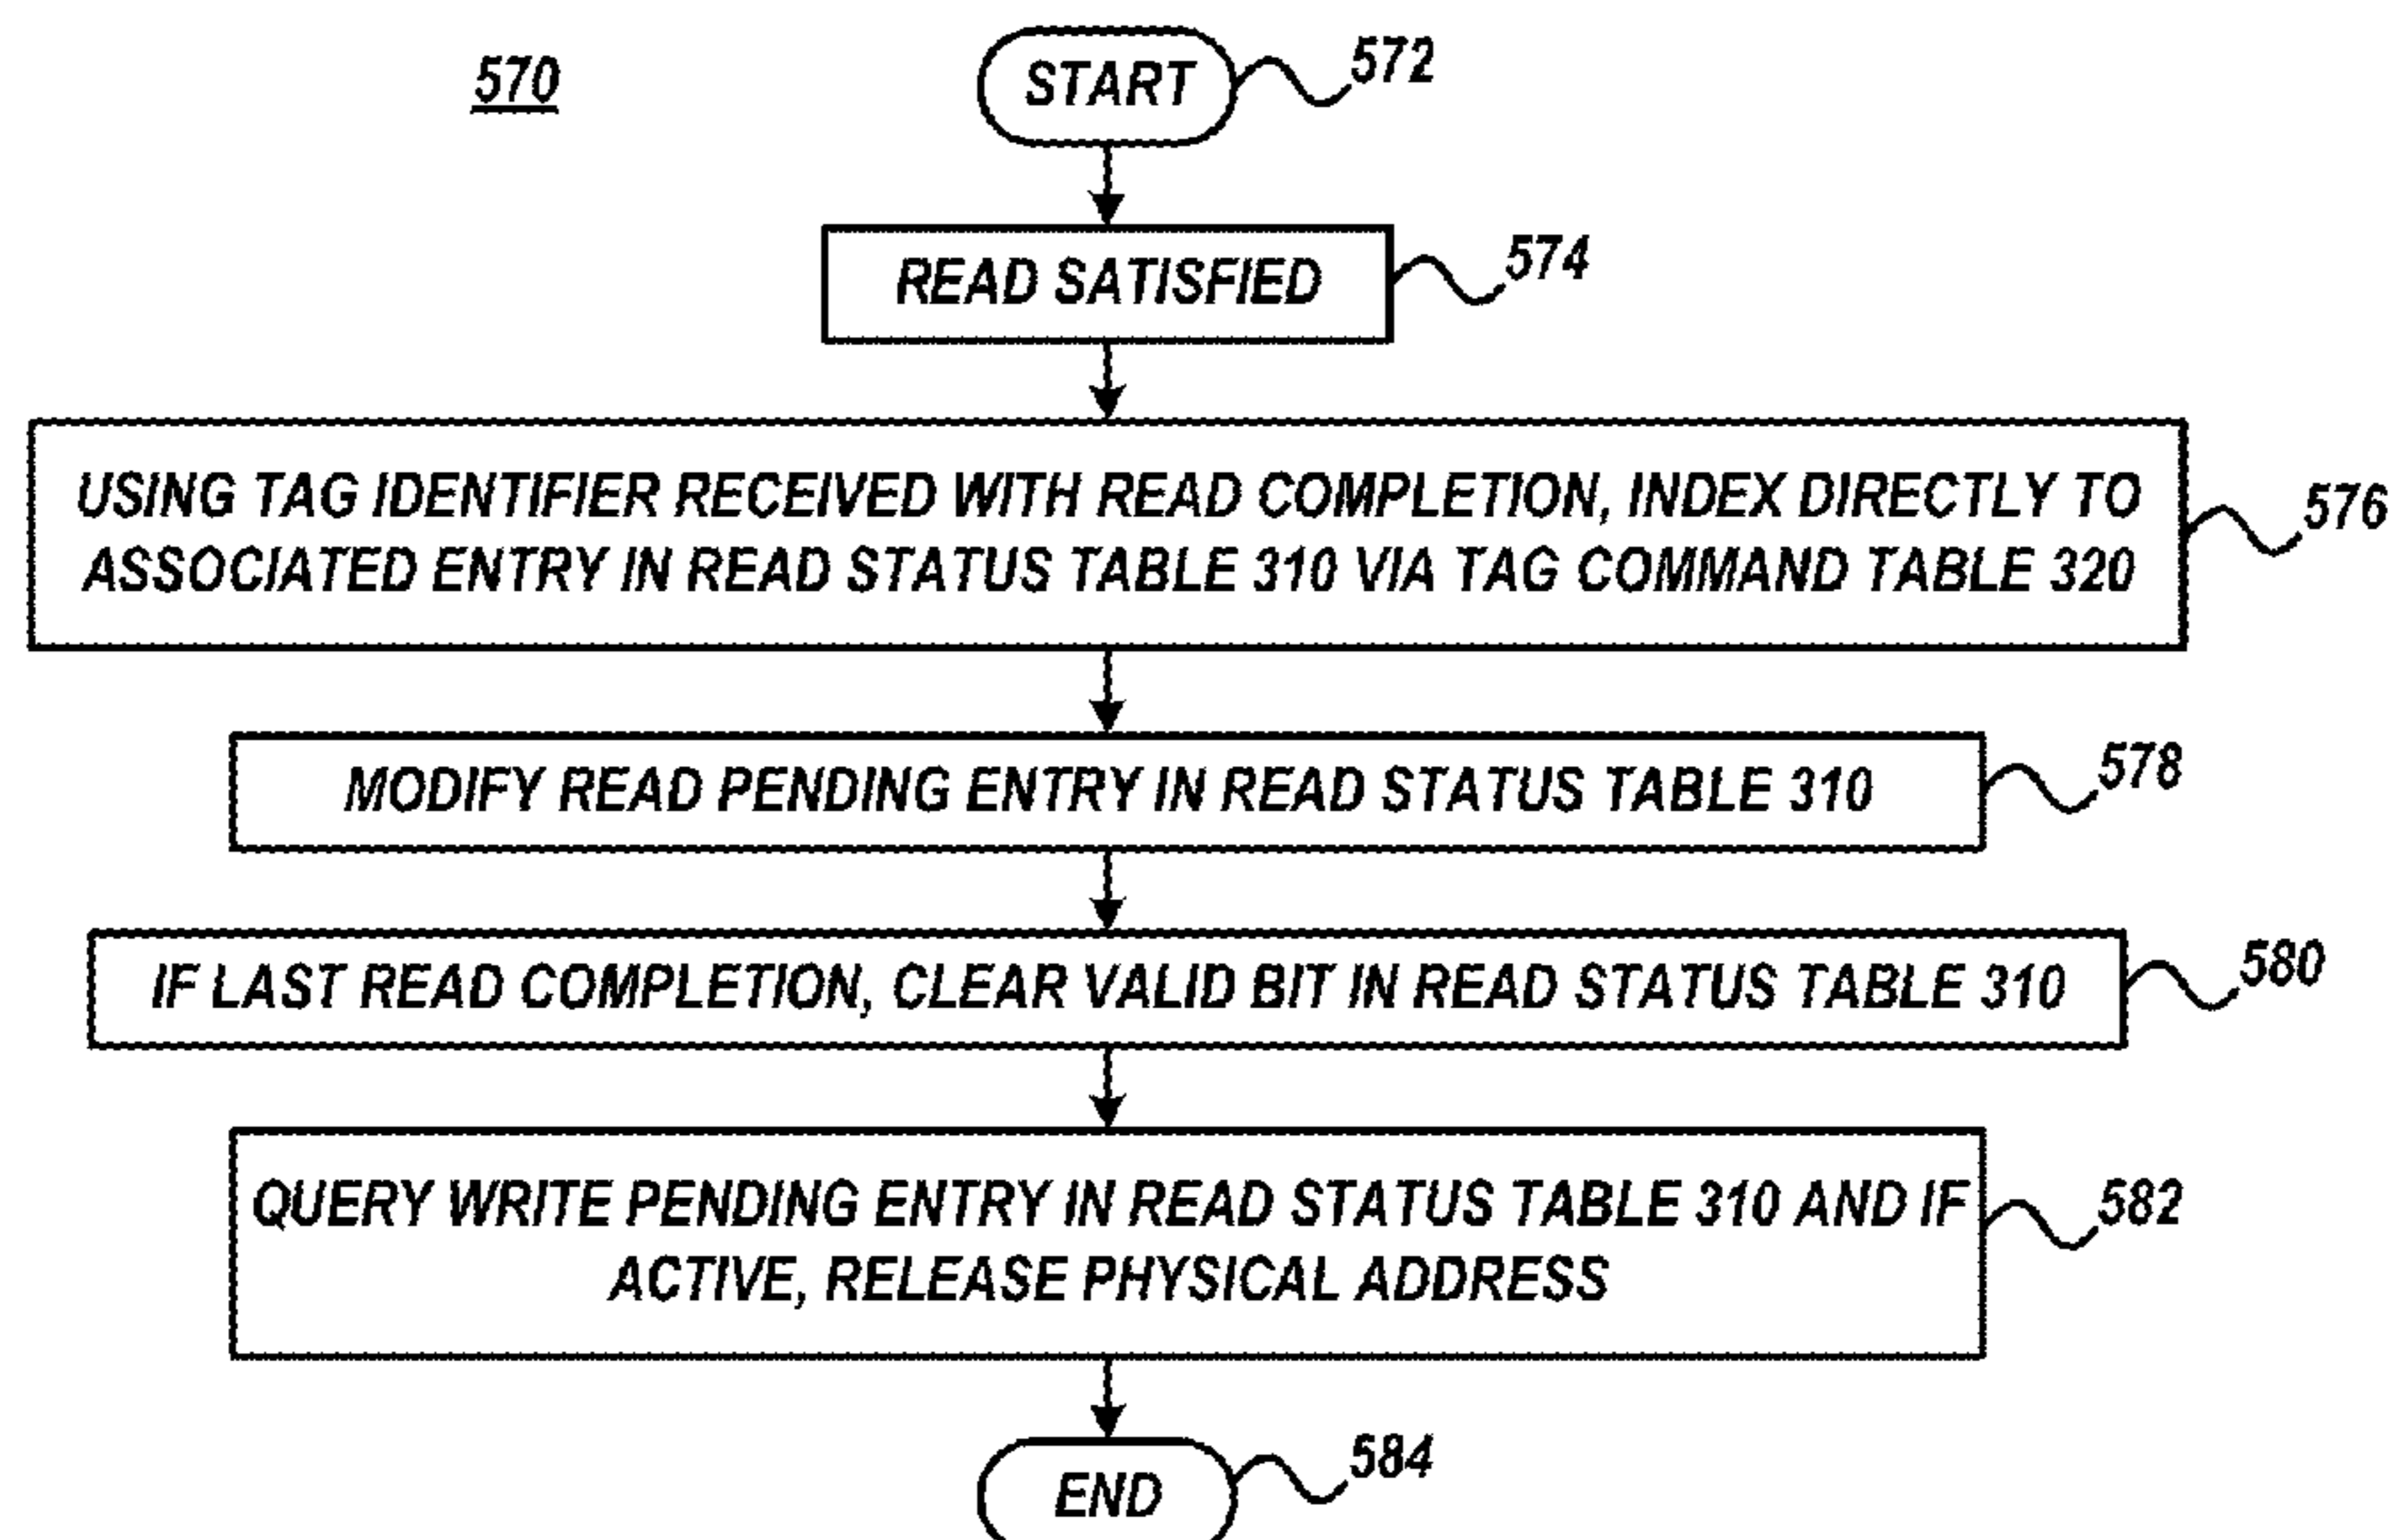 570
START
572
READ SATISFIED
574
USING TAG IDENTIFIER RECEIVED WITH READ COMPLETION, INDEX DIRECTLY TO
ASSOCIATED ENTRY IN READ STATUS TABLE 310 VIA TAG COMMAND TABLE 320
576
MODIFY READ PENDING ENTRY IN READ STATUS TABLE 310
578
IF LAST READ COMPLETION, CLEAR VALID BIT IN READ STATUS TABLE 310
580
QUERY WRITE PENDING ENTRY IN READ STATUS TABLE 310 AND IF
ACTIVE, RELEASE PHYSICAL ADDRESS
582
END
584